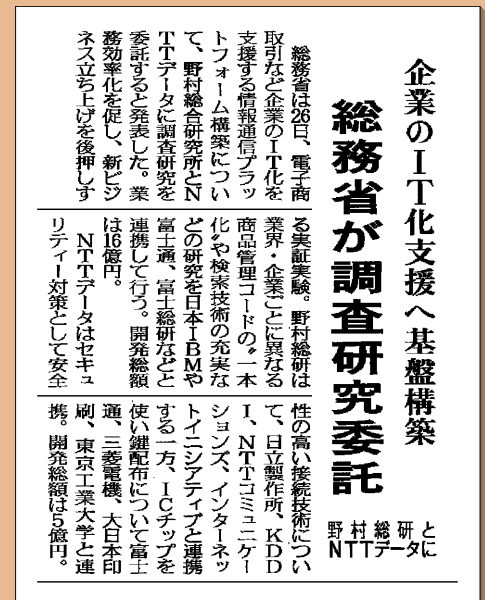 企業のIT化支援へ基盤構築
総務省が調査研究委託
野村総研と
NTTデータに
総務省は26日、電子商
取引など企業のIT化を
支援する情報通信プラッ
トフォーム構築につい
て、野村総合研究所とN
TTデータに調査研究を
委託すると発表した。業
務効率化を促し、新ビジ
ネス立ち上げを後押しす
る実証実験。野村総研は
業界・企業ごとに異なる
商品管理コードの〝一本
化〟や検索技術の充実な
どの研究を日本IBMや
富士通、富士総研などと
連携して行う。開発総額
は16億円。
NTTデータはセキュ
リティー対策として安全
性の高い接続技術につい
て、日立製作所、KDD
I、NTTコミュニケー
ションズ、インターネッ
トイニシアティブと連携
する一方、ICチップを
使い鍵配布について富士
通、三菱電機、大日本印
刷、東京工業大学と連
携。開発総額は5億円。